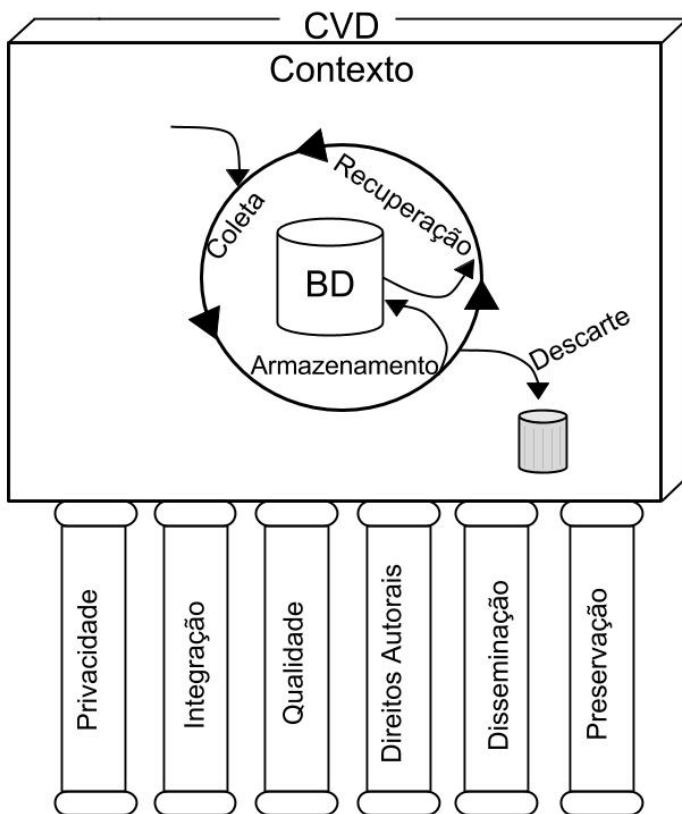 CVD
Contexto
Recuperação
Coleta
BD
Armazenamento
Descarte
Privacidade
Integração
Qualidade
Direitos Autorais
Disseminação
Preservação